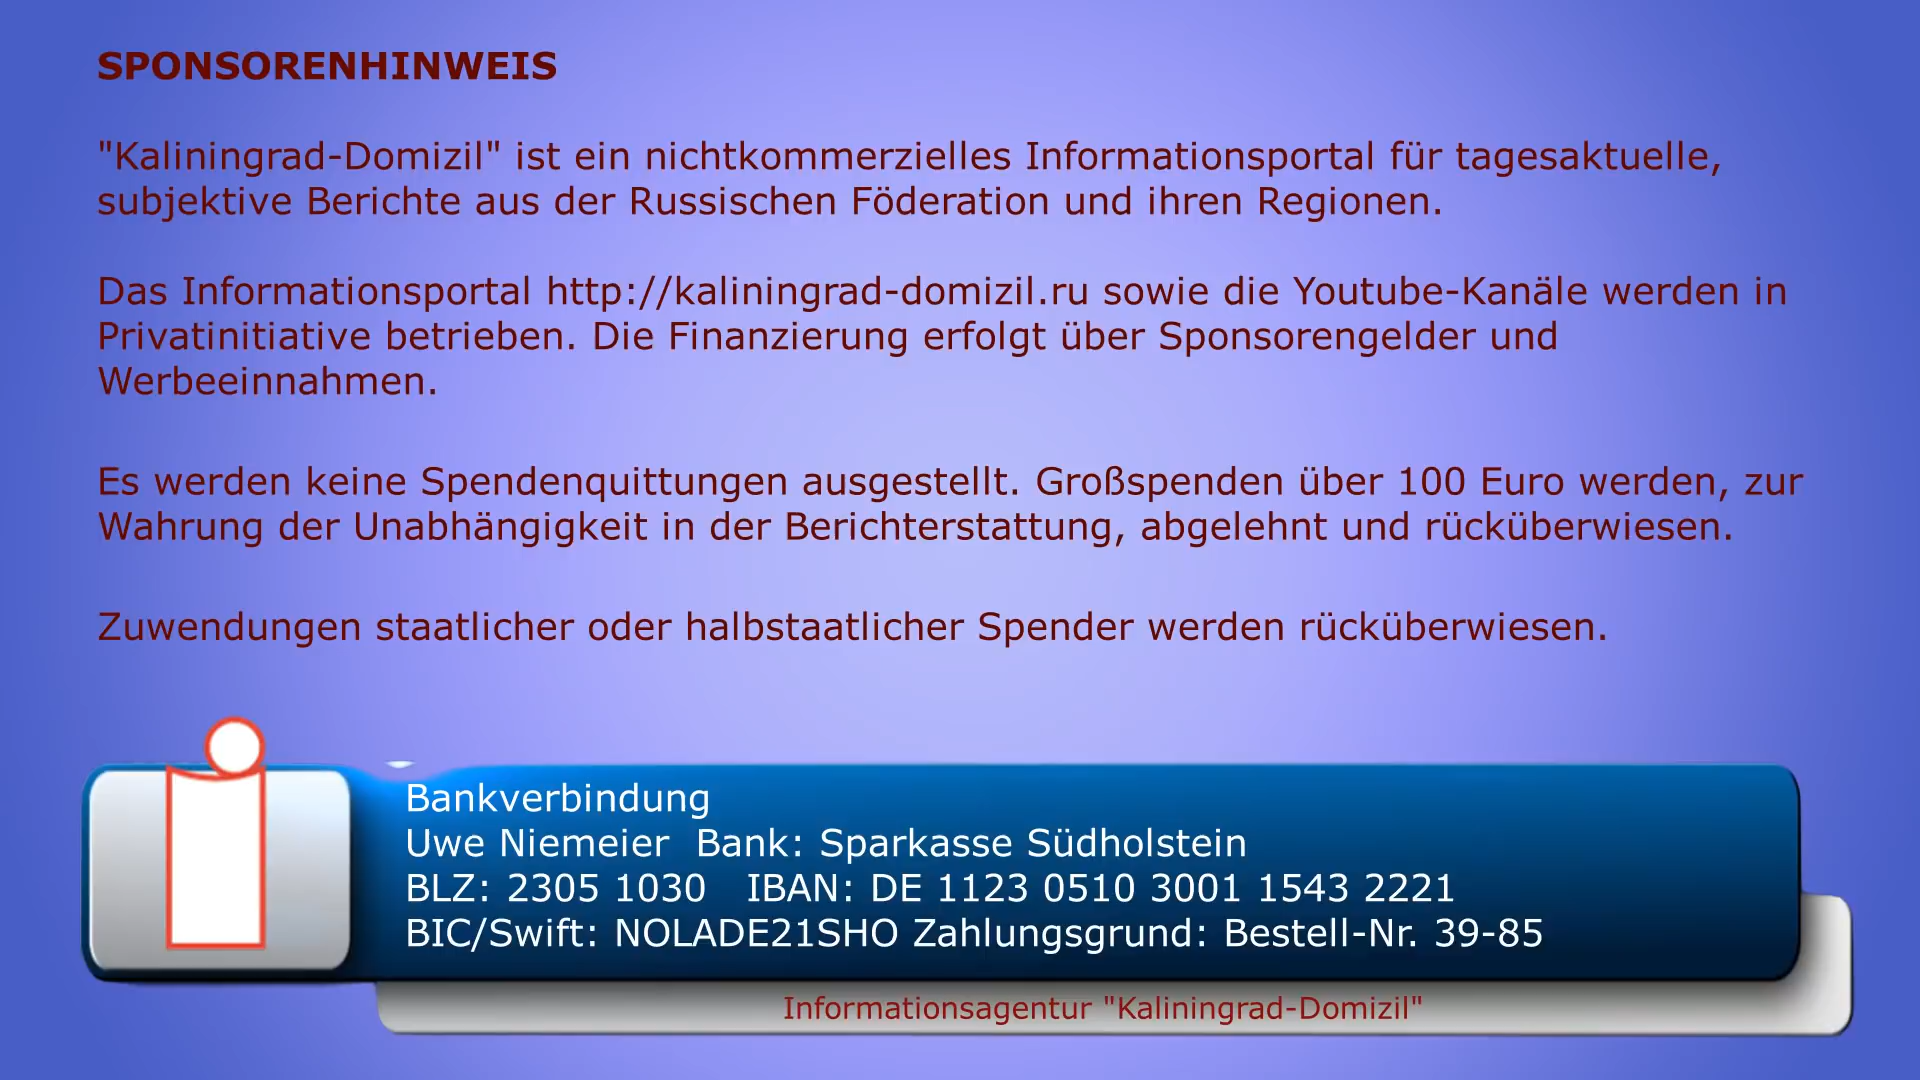 SPONSORENHINWEIS
"Kaliningrad-Domizil" ist ein nichtkommerzielles Informationsportal für tagesaktuelle,
subjektive Berichte aus der Russischen Föderation und ihren Regionen.
Das Informationsportal http://kaliningrad-domizil.ru sowie die Youtube-Kanäle werden in
Privatinitiative betrieben. Die Finanzierung erfolgt über Sponsorengelder und
Werbeeinnahmen.
Es werden keine Spendenquittungen ausgestellt. Großspenden über 100 Euro werden, zur
Wahrung der Unabhängigkeit in der Berichterstattung, abgelehnt und rücküberwiesen.
Zuwendungen staatlicher oder halbstaatlicher Spender werden rücküberwiesen.
Bankverbindung
Uwe Niemeier  Bank: Sparkasse Südholstein
BLZ: 2305 1030   IBAN: DE 1123 0510 3001 1543 2221
BIC/Swift: NOLADE21SHO Zahlungsgrund: Bestell-Nr. 39-85
Informationsagentur "Kaliningrad-Domizil"